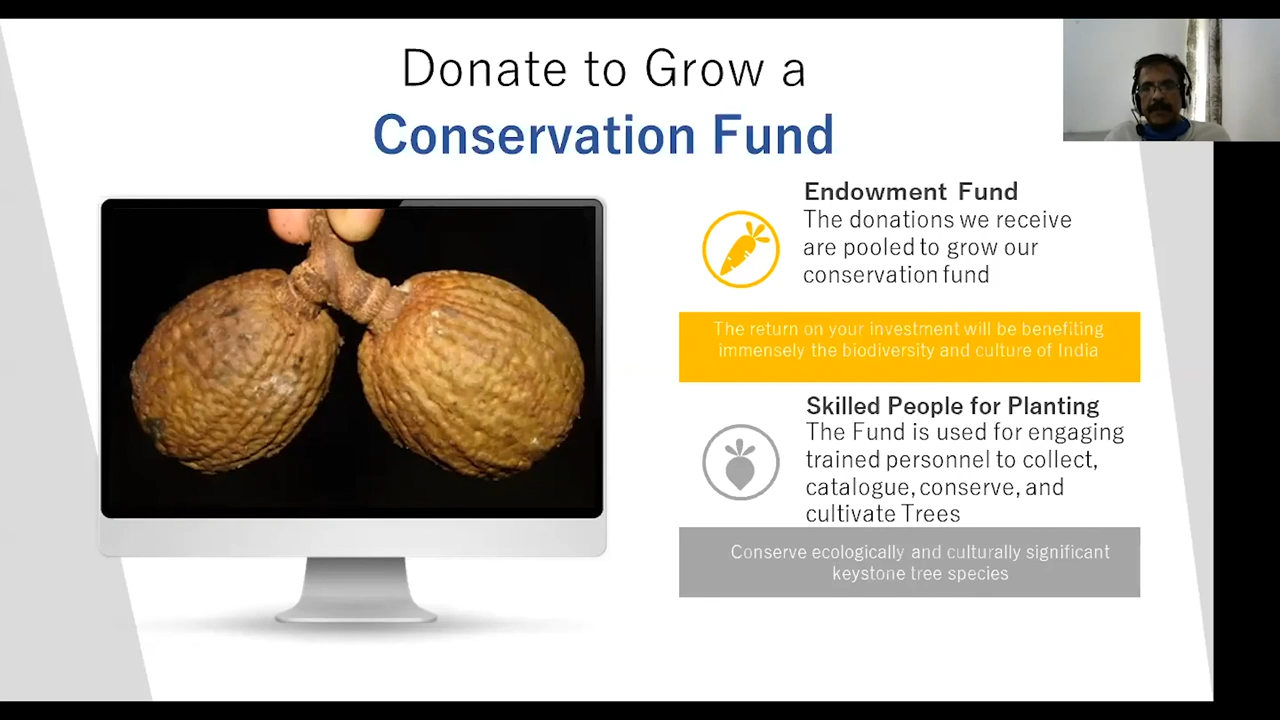 Donate to Grow a
Conservation Fund
Endowment Fund
The donations we receive
are pooled to grow our
conservation fund
The return on your investment will be benefiting
immensely the biodiversity and culture of India
Skilled People for Planting
The Fund is used for engaging
trained personnel to collect,
catalogue, conserve, and
cultivate Trees
Conserve ecologically and culturally significant
keystone tree species